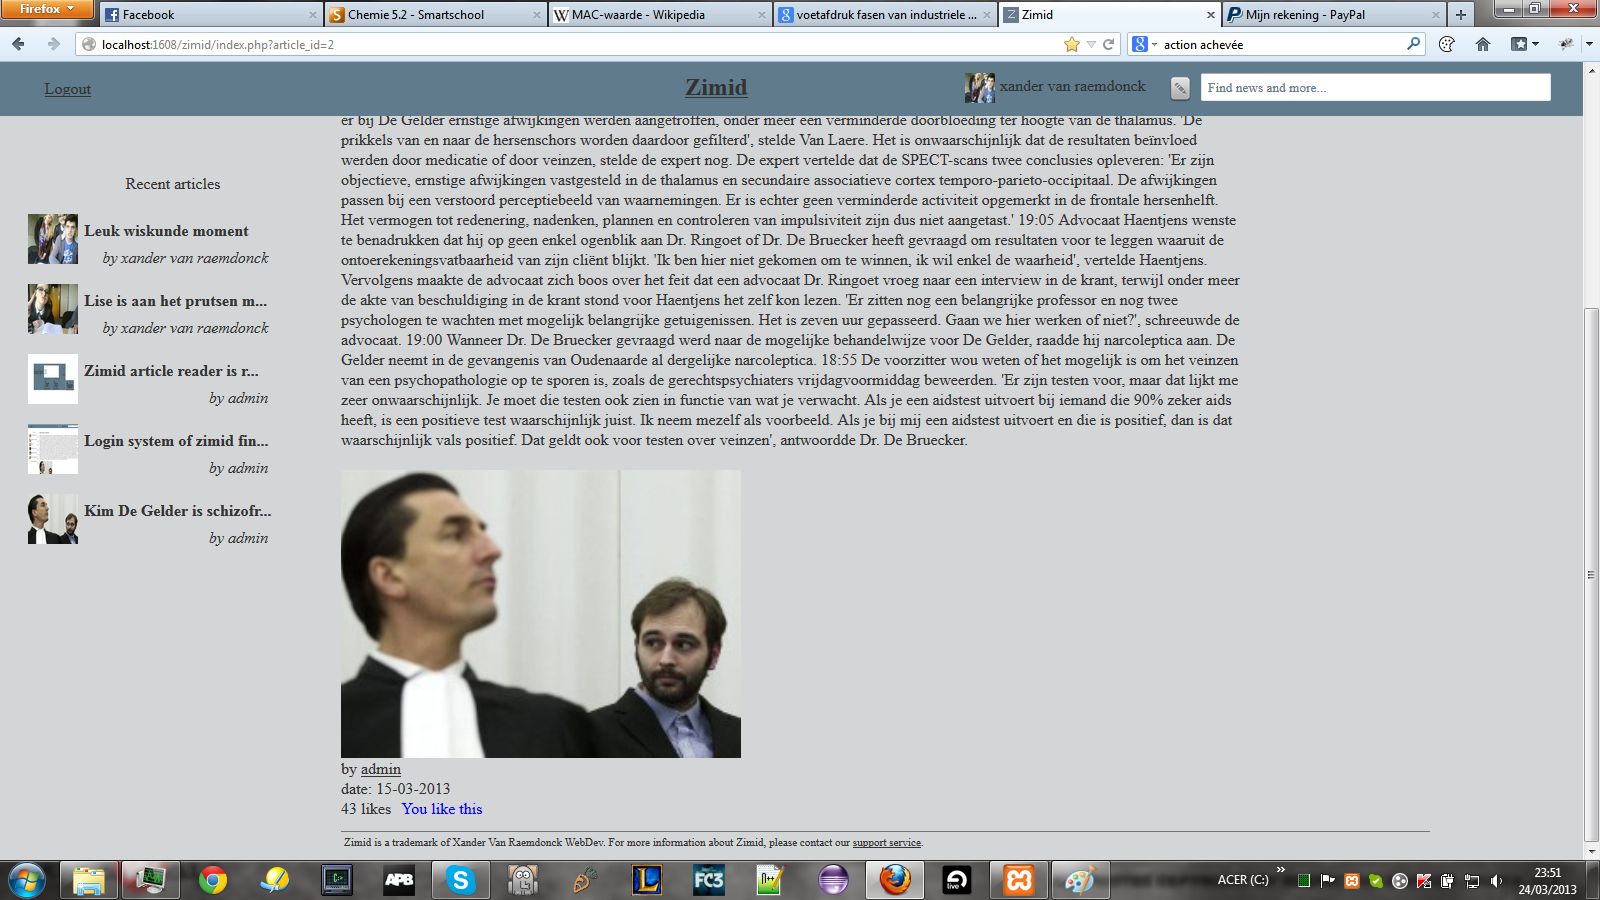 Firefox
Facebook
Chemie 5.2 - Smartschool
MAC-waarde - Wikipedia
voetafdruk fasen van industriele ...
Zimid
Mijn rekening - PayPal
localhost:1608/zimid/index.php?article_id=2
action achevée
Logout
Zimid
xander van raemdonck
Find news and more...
er bij De Gelder ernstige afwijkingen werden aangetroffen, onder meer een verminderde doorbloeding ter hoogte van de thalamus. 'De
prikkels van en naar de hersenschors worden daardoor gefilterd', stelde Van Laere. Het is onwaarschijnlijk dat de resultaten beïnvloed
werden door medicatie of door veinzen, stelde de expert nog. De expert vertelde dat de SPECT-scans twee conclusies opleveren: 'Er zijn
objectieve, ernstige afwijkingen vastgesteld in de thalamus en secundaire associatieve cortex temporo-parieto-occipitaal. De afwijkingen
passen bij een verstoord perceptiebeeld van waarnemingen. Er is echter geen verminderde activiteit opgemerkt in de frontale hersenhelft.
Het vermogen tot redenering, nadenken, plannen en controleren van impulsiviteit zijn dus niet aangetast.' 19:05 Advocaat Haentjens wenste
te benadrukken dat hij op geen enkel ogenblik aan Dr. Ringoet of Dr. De Bruecker heeft gevraagd om resultaten voor te leggen waaruit de
ontoerekeningsvatbaarheid van zijn cliënt blijkt. 'Ik ben hier niet gekomen om te winnen, ik wil enkel de waarheid', vertelde Haentjens.
Vervolgens maakte de advocaat zich boos over het feit dat een advocaat Dr. Ringoet vroeg naar een interview in de krant, terwijl onder meer
de akte van beschuldiging in de krant stond voor Haentjens het zelf kon lezen. 'Er zitten nog een belangrijke professor en nog twee
psychologen te wachten met mogelijk belangrijke getuigenissen. Het is zeven uur gepasseerd. Gaan we hier werken of niet?', schreeuwde de
advocaat. 19:00 Wanneer Dr. De Bruecker gevraagd werd naar de mogelijke behandelwijze voor De Gelder, raadde hij narcoleptica aan. De
Gelder neemt in de gevangenis van Oudenaarde al dergelijke narcoleptica. 18:55 De voorzitter wou weten of het mogelijk is om het veinzen
van een psychopathologie op te sporen is, zoals de gerechtspsychiaters vrijdagvoormiddag beweerden. 'Er zijn testen voor, maar dat lijkt me
zeer onwaarschijnlijk. Je moet die testen ook zien in functie van wat je verwacht. Als je een aidstest uitvoert bij iemand die 90% zeker aids
heeft, is een positieve test waarschijnlijk juist. Ik neem mezelf als voorbeeld. Als je bij mij een aidstest uitvoert en die is positief, dan is dat
waarschijnlijk vals positief. Dat geldt ook voor testen over veinzen', antwoordde Dr. De Bruecker.
Recent articles
Leuk wiskunde moment
by xander van raemdonck
Lise is aan het prutsen m...
by xander van raemdonck
Zimid article reader is r...
by admin
Login system of zimid fin...
by admin
Kim De Gelder is schizofr...
by admin
by admin
date: 15-03-2013
43 likes You like this
Zimid is a trademark of Xander Van Raemdonck WebDev. For more information about Zimid, please contact our support service.
APB
FC3
live
ACER (C:)
23:51
24/03/2013